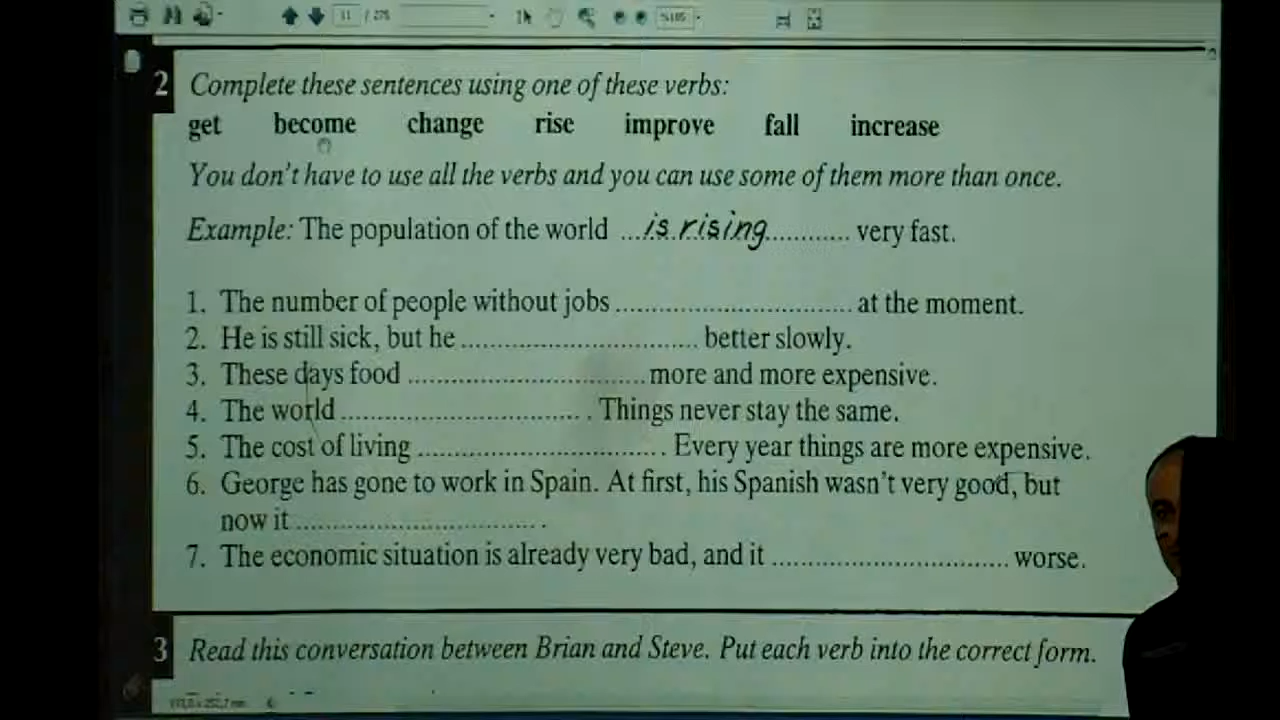 11 / 275 %185
2 Complete these sentences using one of these verbs:
get become change rise improve fall increase
You don't have to use all the verbs and you can use some of them more than once.
Example: The population of the world ...is rising............ very fast.
1. The number of people without jobs ................................ at the moment.
2. He is still sick, but he ................................ better slowly.
3. These days food ................................ more and more expensive.
4. The world ................................ . Things never stay the same.
5. The cost of living ................................ . Every year things are more expensive.
6. George has gone to work in Spain. At first, his Spanish wasn't very good, but
now it ................................ .
7. The economic situation is already very bad, and it ................................ worse.
3 Read this conversation between Brian and Steve. Put each verb into the correct form.